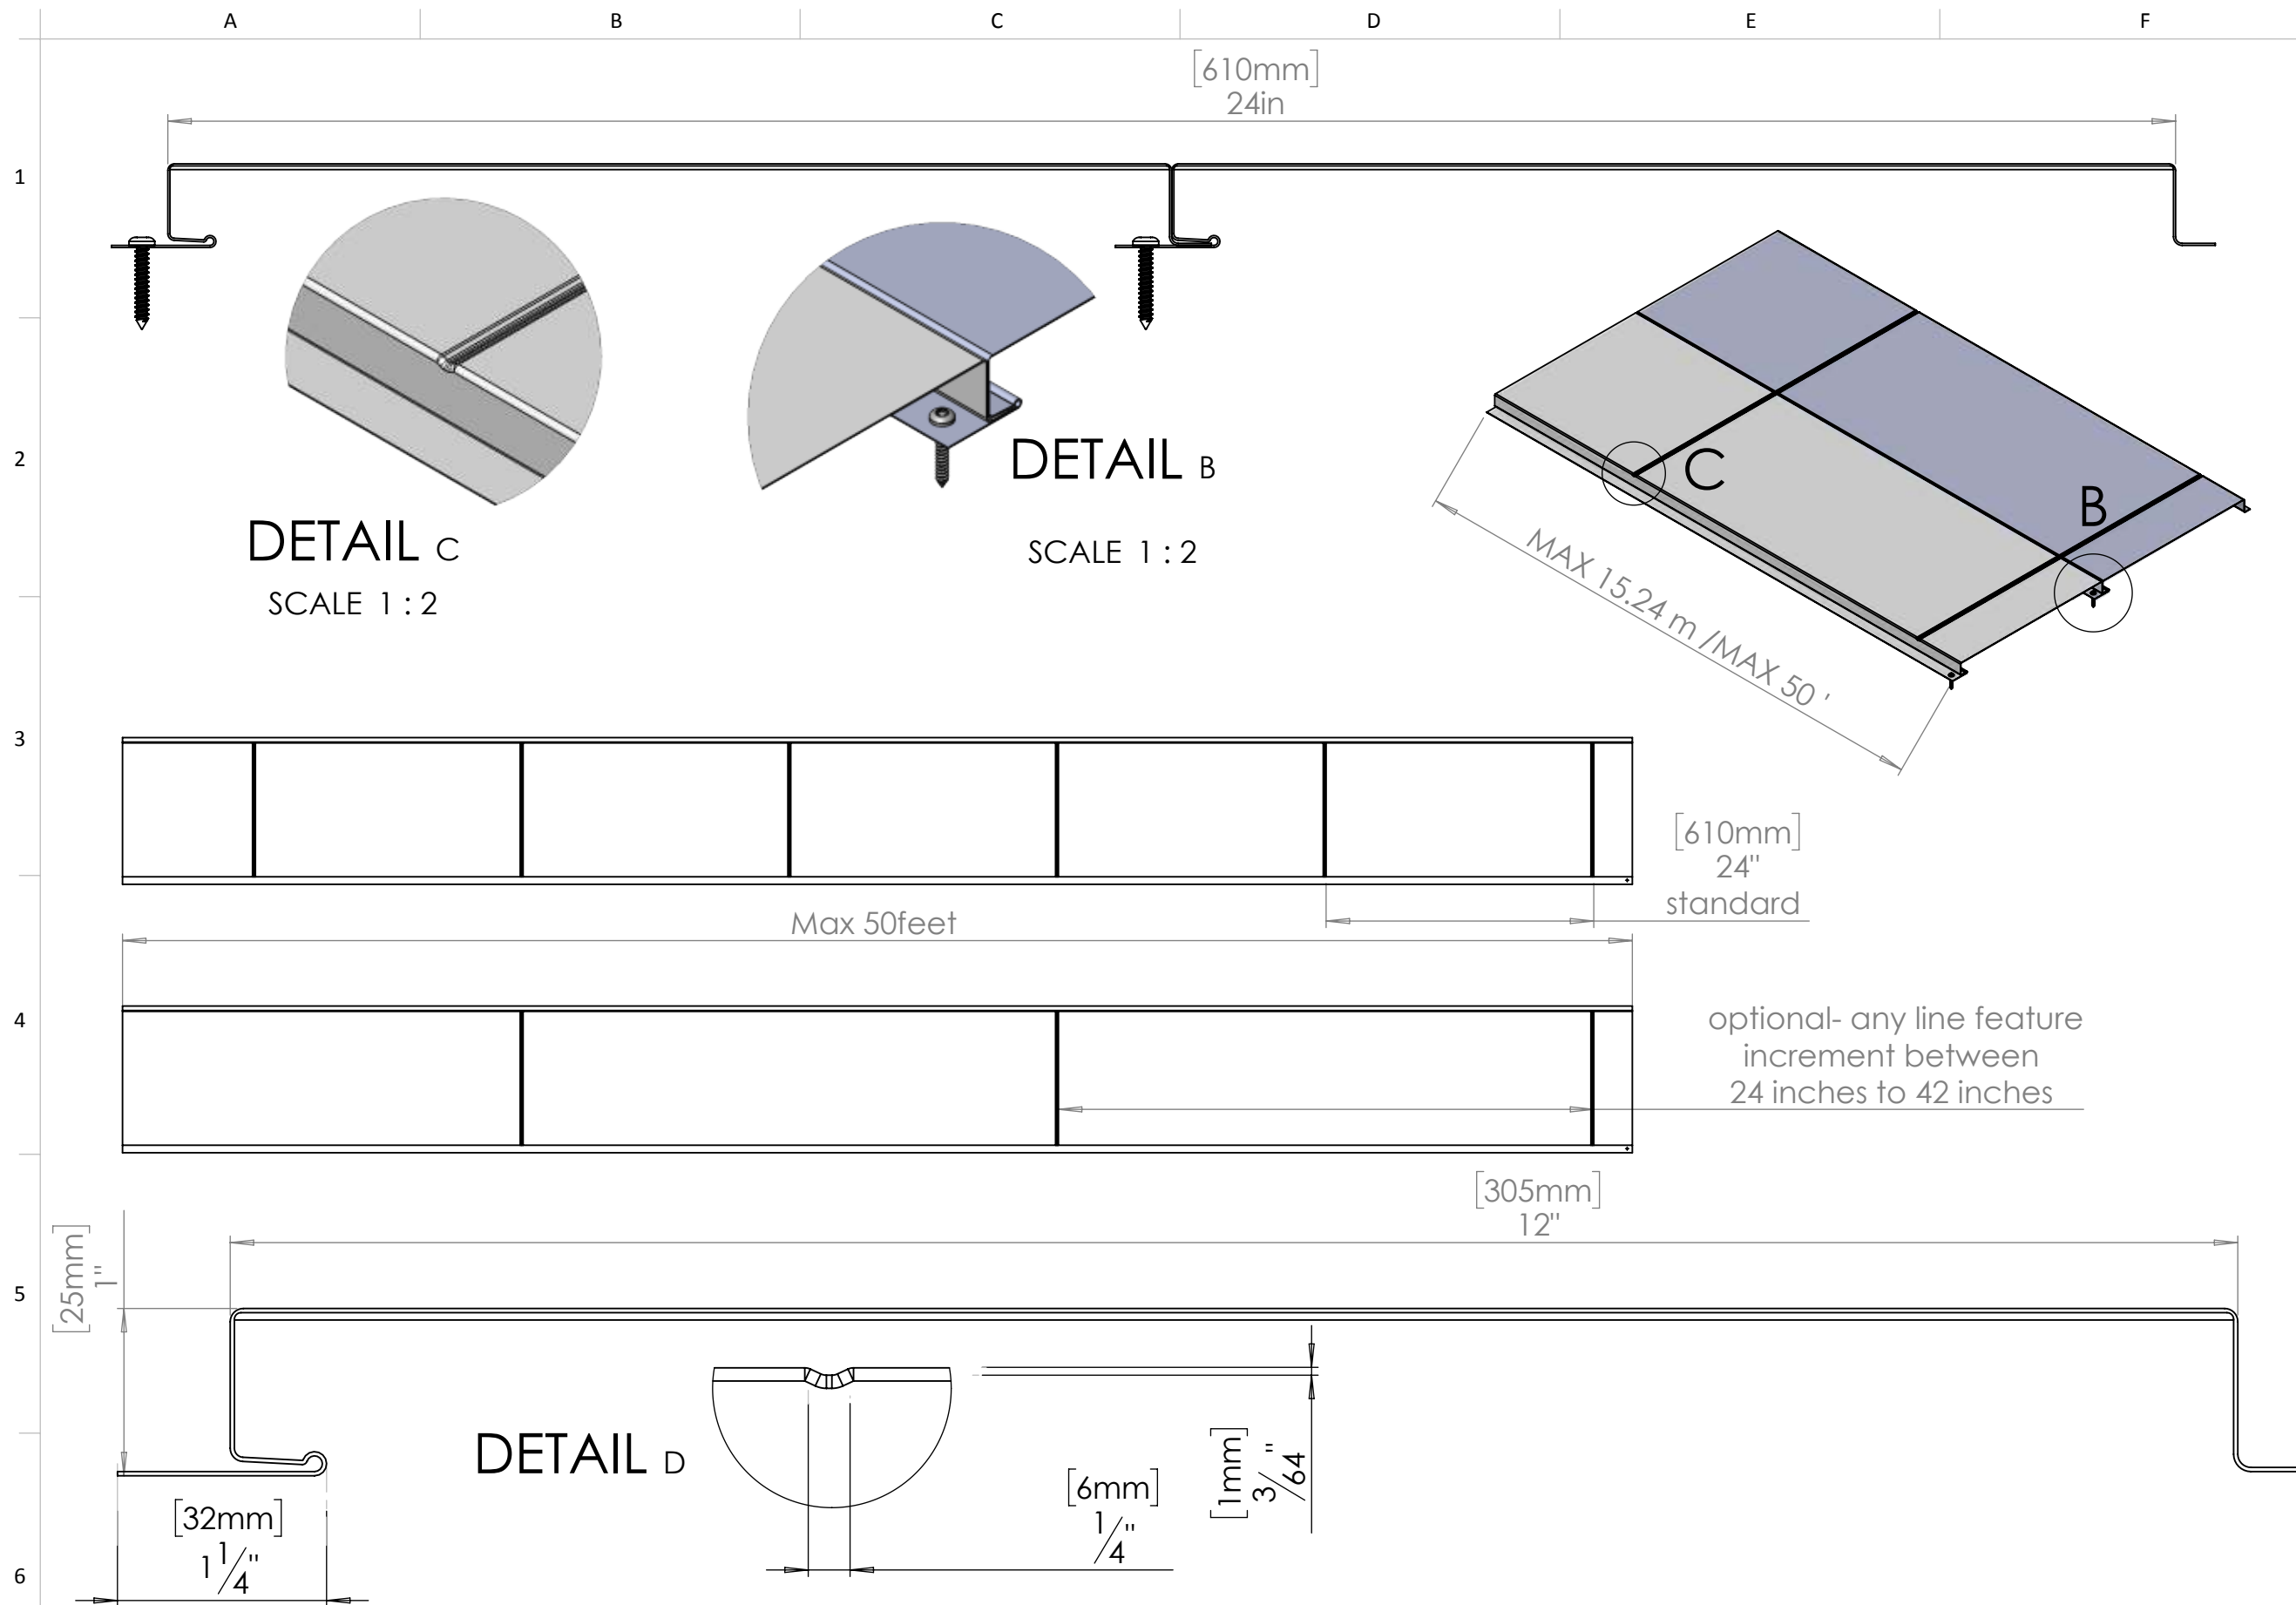 A B C D E F
[610mm]
24in
1
DETAIL C
SCALE 1 : 2
DETAIL B
SCALE 1 : 2
2
C
B
MAX 15.24 m /MAX 50 '
3
[610mm]
24"
standard
Max 50feet
4
optional- any line feature
increment between
24 inches to 42 inches
[305mm]
12"
[25mm]
1"
5
DETAIL D
[1mm]
3/64"
[6mm]
1/4"
[32mm]
1 1/4"
6